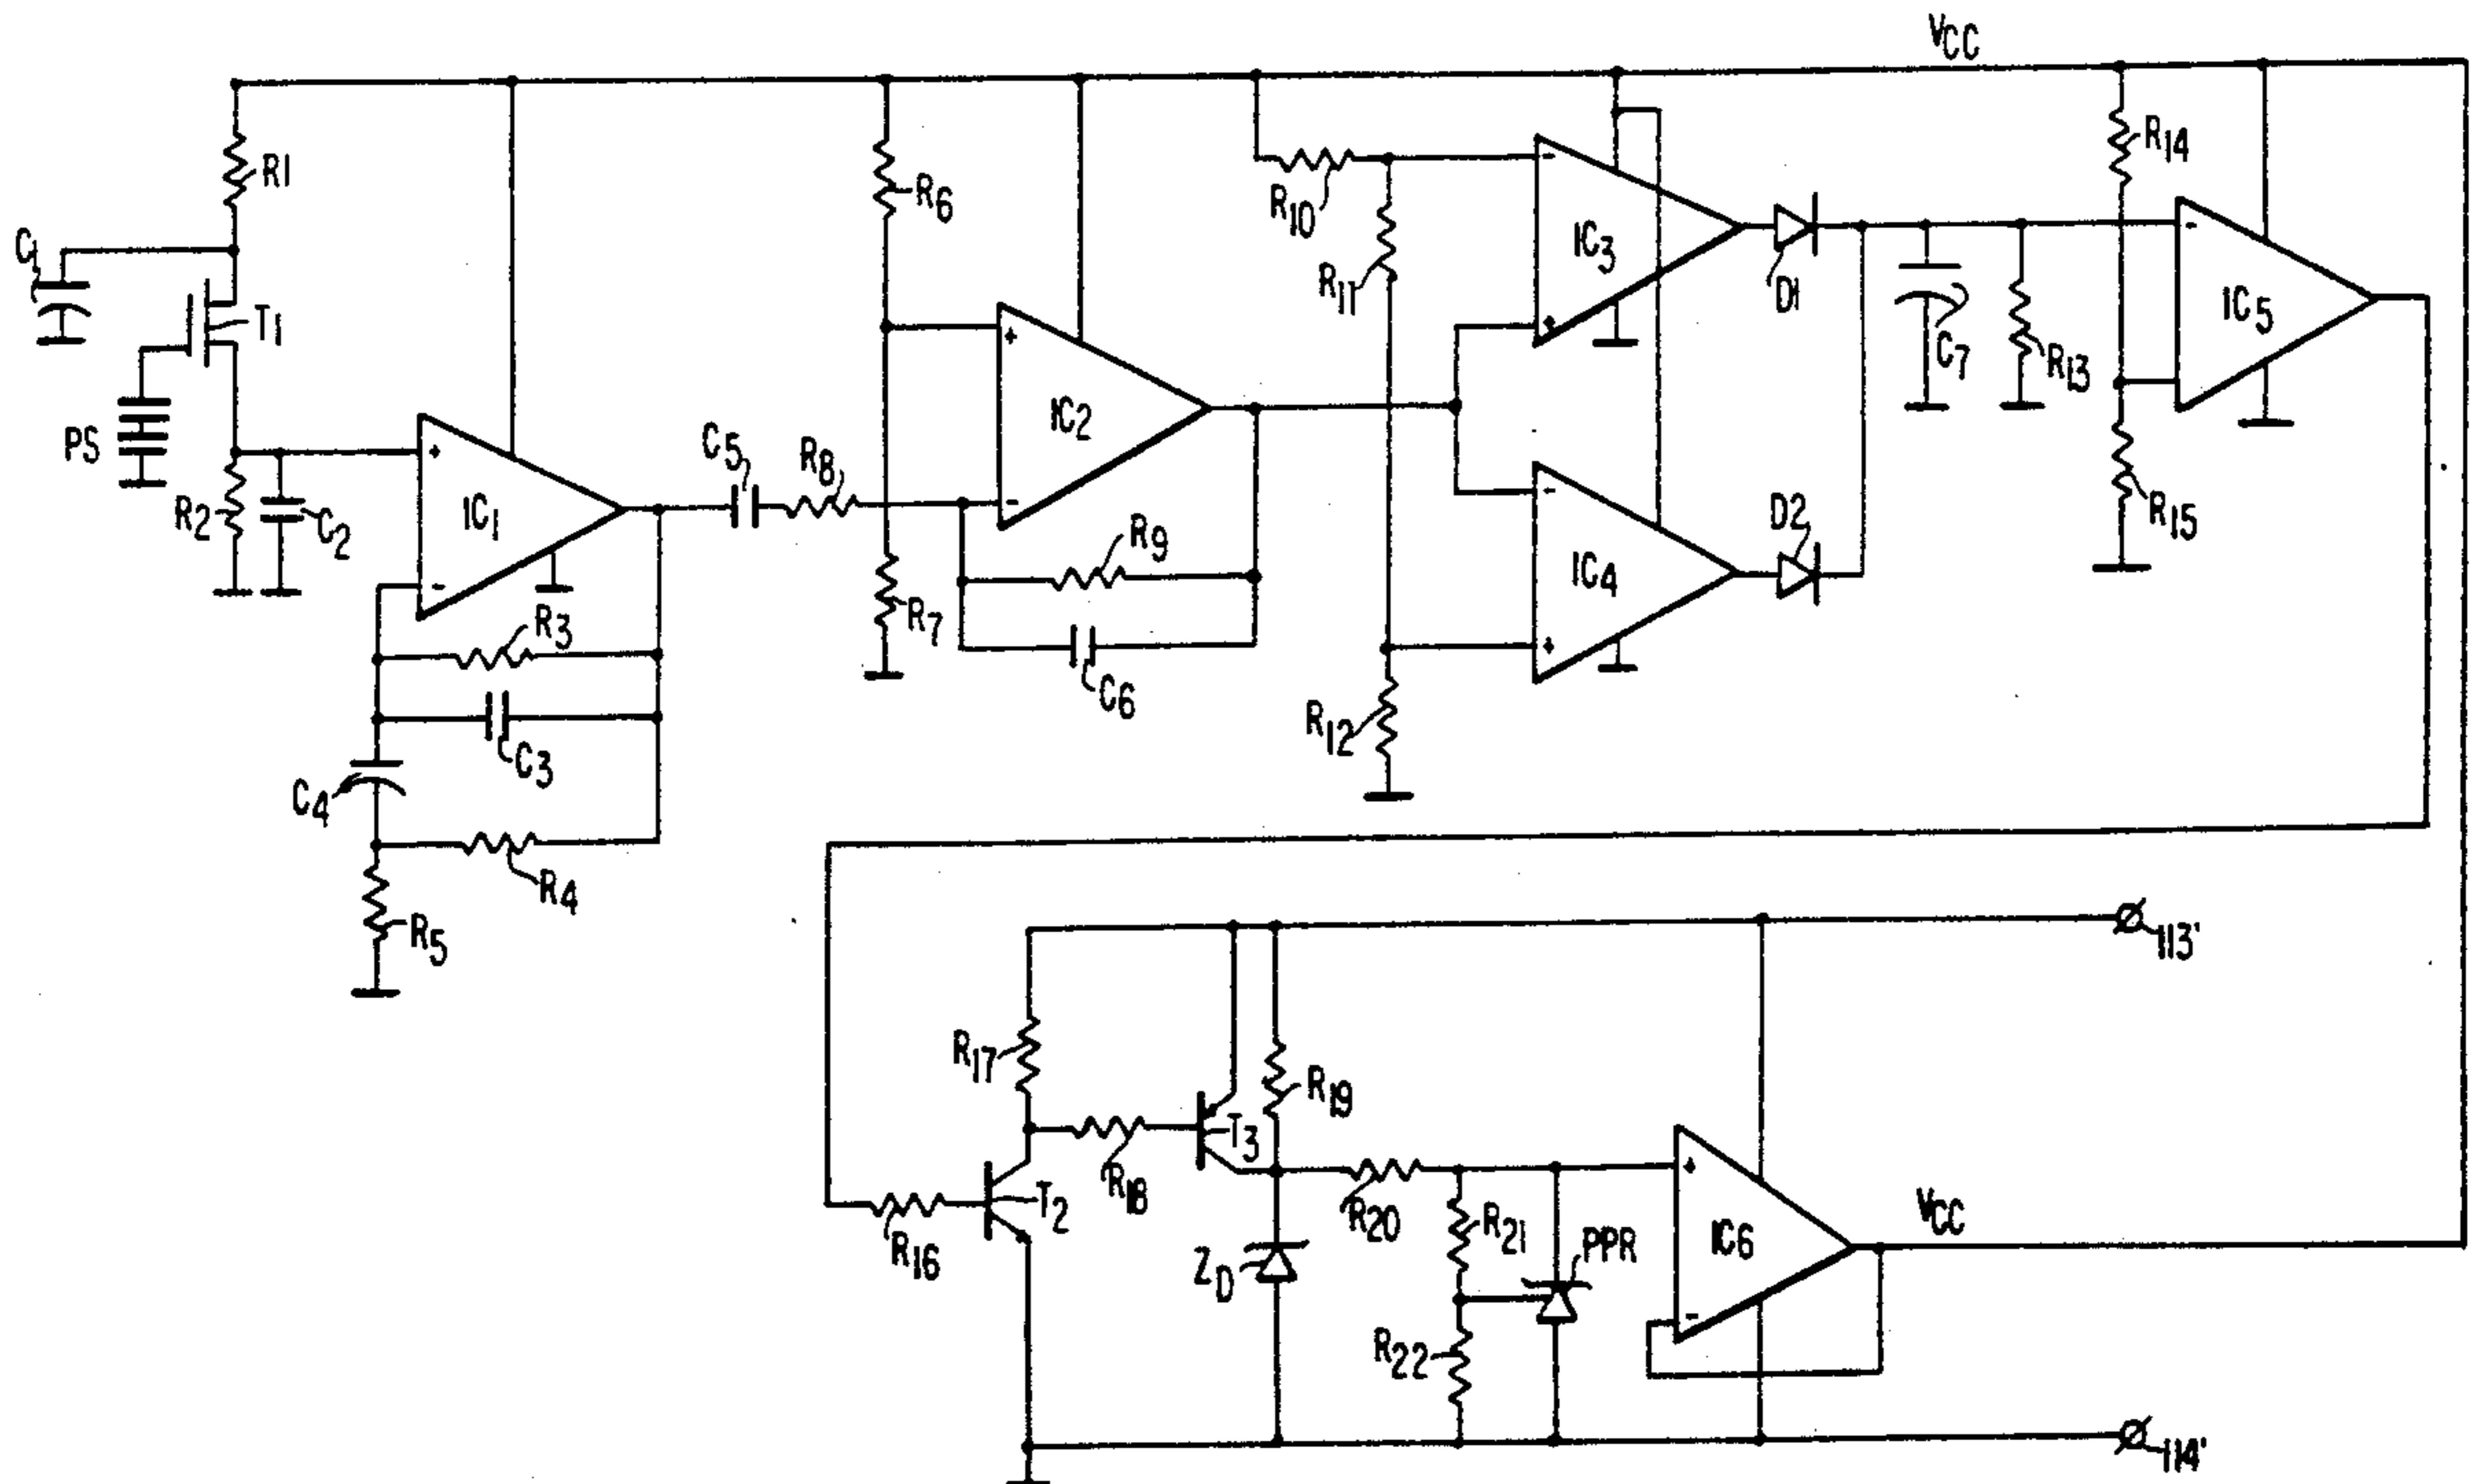 VCC
R1
C1
T1
PS
R2
C2
+
IC1
-
R3
C3
C4
R4
R5
C5
R8
R6
R7
+
IC2
-
R9
C6
R10
R11
R12
-
IC3
+
-
IC4
+
D1
D2
C7
R13
R14
R15
-
IC5
113'
R17
R18
R16
T2
T3
R19
ZD
R20
R21
R22
PPR
+
IC6
-
VCC
114'